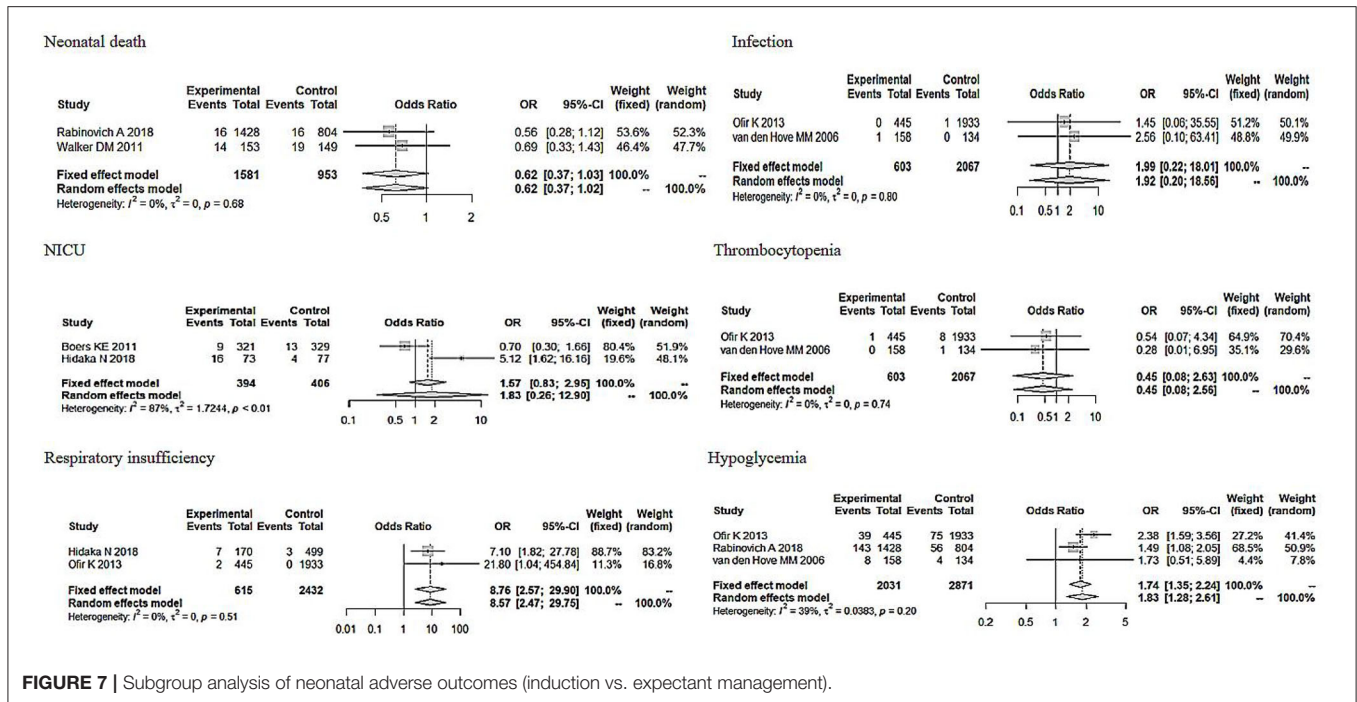 Neonatal death
Experimental Control Weight Weight
Study Events Total Events Total Odds Ratio OR 95%-CI (fixed) (random)
Rabinovich A 2018 16 1428 16 804 0.56 [0.28; 1.12] 53.6% 52.3%
Walker DM 2011 14 153 19 149 0.69 [0.33; 1.43] 46.4% 47.7%
Fixed effect model 1581 953 0.62 [0.37; 1.03] 100.0% --
Random effects model 0.62 [0.37; 1.02] -- 100.0%
Heterogeneity: I² = 0%, τ² = 0, p = 0.68
0.5 1 2
Infection
Experimental Control Weight Weight
Study Events Total Events Total Odds Ratio OR 95%-CI (fixed) (random)
Ofir K 2013 0 445 1 1933 1.45 [0.06; 35.55] 51.2% 50.1%
van den Hove MM 2006 1 158 0 134 2.56 [0.10; 63.41] 48.8% 49.9%
Fixed effect model 603 2067 1.99 [0.22; 18.01] 100.0% --
Random effects model 1.92 [0.20; 18.56] -- 100.0%
Heterogeneity: I² = 0%, τ² = 0, p = 0.80
0.1 0.5 1 2 10
NICU
Experimental Control Weight Weight
Study Events Total Events Total Odds Ratio OR 95%-CI (fixed) (random)
Boers KE 2011 9 321 13 329 0.70 [0.30; 1.66] 80.4% 51.9%
Hidaka N 2018 16 73 4 77 5.12 [1.62; 16.16] 19.6% 48.1%
Fixed effect model 394 406 1.57 [0.83; 2.95] 100.0% --
Random effects model 1.83 [0.26; 12.90] -- 100.0%
Heterogeneity: I² = 87%, τ² = 1.7244, p < 0.01
0.1 0.5 1 2 10
Thrombocytopenia
Experimental Control Weight Weight
Study Events Total Events Total Odds Ratio OR 95%-CI (fixed) (random)
Ofir K 2013 1 445 8 1933 0.54 [0.07; 4.34] 64.9% 70.4%
van den Hove MM 2006 0 158 1 134 0.28 [0.01; 6.95] 35.1% 29.6%
Fixed effect model 603 2067 0.45 [0.08; 2.63] 100.0% --
Random effects model 0.45 [0.08; 2.56] -- 100.0%
Heterogeneity: I² = 0%, τ² = 0, p = 0.74
0.1 0.5 1 2 10
Respiratory insufficiency
Experimental Control Weight Weight
Study Events Total Events Total Odds Ratio OR 95%-CI (fixed) (random)
Hidaka N 2018 7 170 3 499 7.10 [1.82; 27.78] 88.7% 83.2%
Ofir K 2013 2 445 0 1933 21.80 [1.04; 454.84] 11.3% 16.8%
Fixed effect model 615 2432 8.76 [2.57; 29.90] 100.0% --
Random effects model 8.57 [2.47; 29.75] -- 100.0%
Heterogeneity: I² = 0%, τ² = 0, p = 0.51
0.01 0.1 1 10 100
Hypoglycemia
Experimental Control Weight Weight
Study Events Total Events Total Odds Ratio OR 95%-CI (fixed) (random)
Ofir K 2013 39 445 75 1933 2.38 [1.59; 3.56] 27.2% 41.4%
Rabinovich A 2018 143 1428 56 804 1.49 [1.08; 2.05] 68.5% 50.9%
van den Hove MM 2006 8 158 4 134 1.73 [0.51; 5.89] 4.4% 7.8%
Fixed effect model 2031 2871 1.74 [1.35; 2.24] 100.0% --
Random effects model 1.83 [1.28; 2.61] -- 100.0%
Heterogeneity: I² = 39%, τ² = 0.0383, p = 0.20
0.2 0.5 1 2 5
FIGURE 7 | Subgroup analysis of neonatal adverse outcomes (induction vs. expectant management).